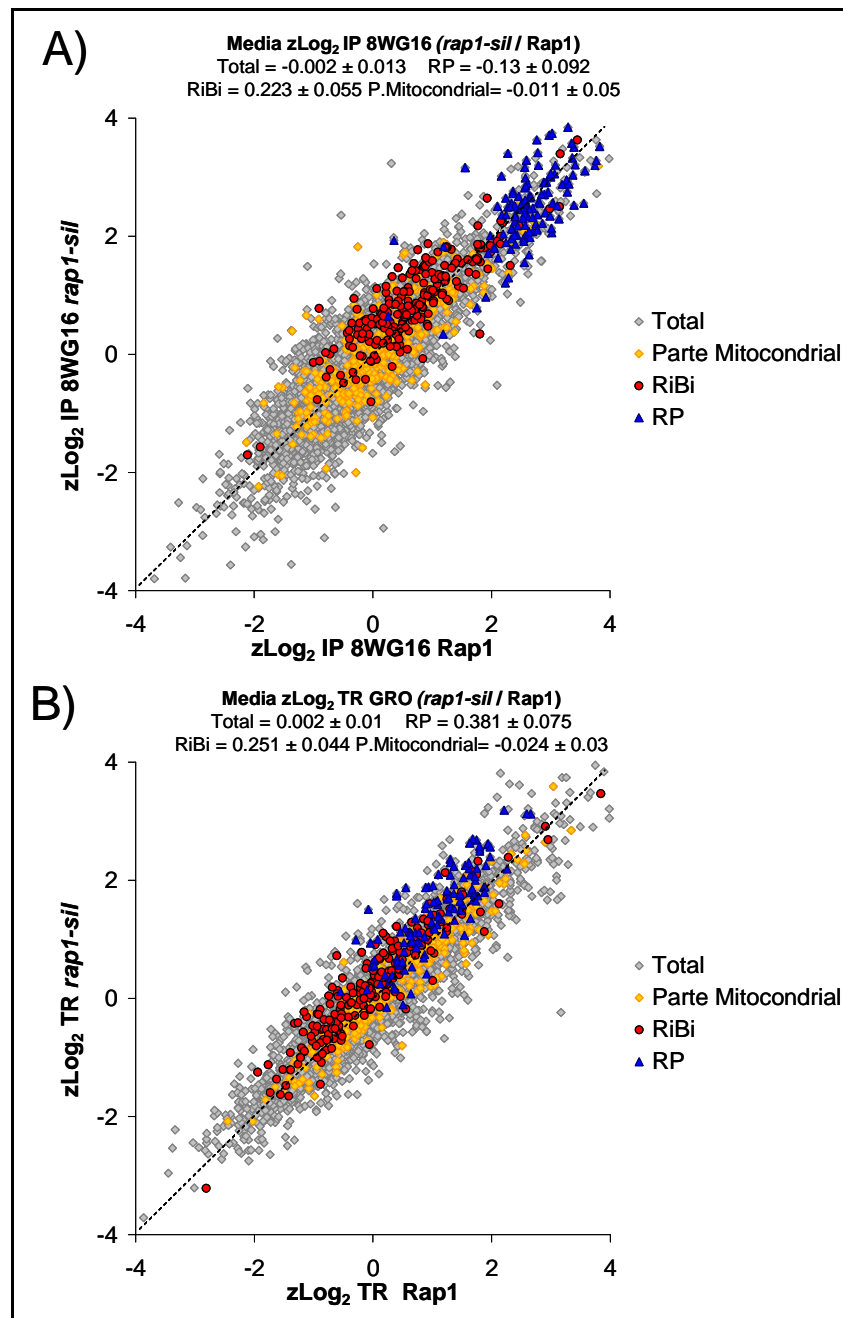 A)
Media zLog₂ IP 8WG16 (rap1-sil / Rap1)
Total = -0.002 ± 0.013 RP = -0.13 ± 0.092
RiBi = 0.223 ± 0.055 P.Mitocondrial= -0.011 ± 0.05
zLog₂ IP 8WG16 rap1-sil
4
2
0
-2
-4
-4 -2 0 2 4
zLog₂ IP 8WG16 Rap1
Total
Parte Mitocondrial
RiBi
RP
B)
Media zLog₂ TR GRO (rap1-sil / Rap1)
Total = 0.002 ± 0.01 RP = 0.381 ± 0.075
RiBi = 0.251 ± 0.044 P.Mitocondrial= -0.024 ± 0.03
zLog₂ TR rap1-sil
4
2
0
-2
-4
-4 -2 0 2 4
zLog₂ TR Rap1
Total
Parte Mitocondrial
RiBi
RP